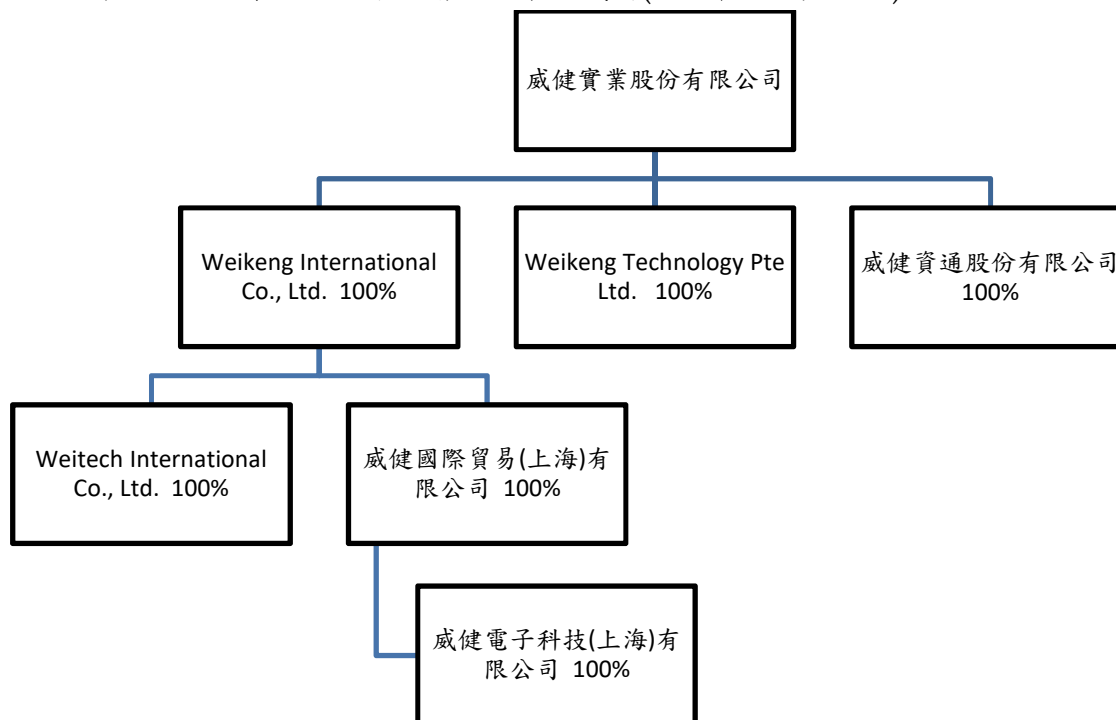 威健實業股份有限公司
Weikeng International
Co., Ltd. 100%
Weikeng Technology Pte
Ltd. 100%
威健資通股份有限公司
100%
Weitech International
Co., Ltd. 100%
威健國際貿易(上海)有
限公司 100%
威健電子科技(上海)有
限公司 100%